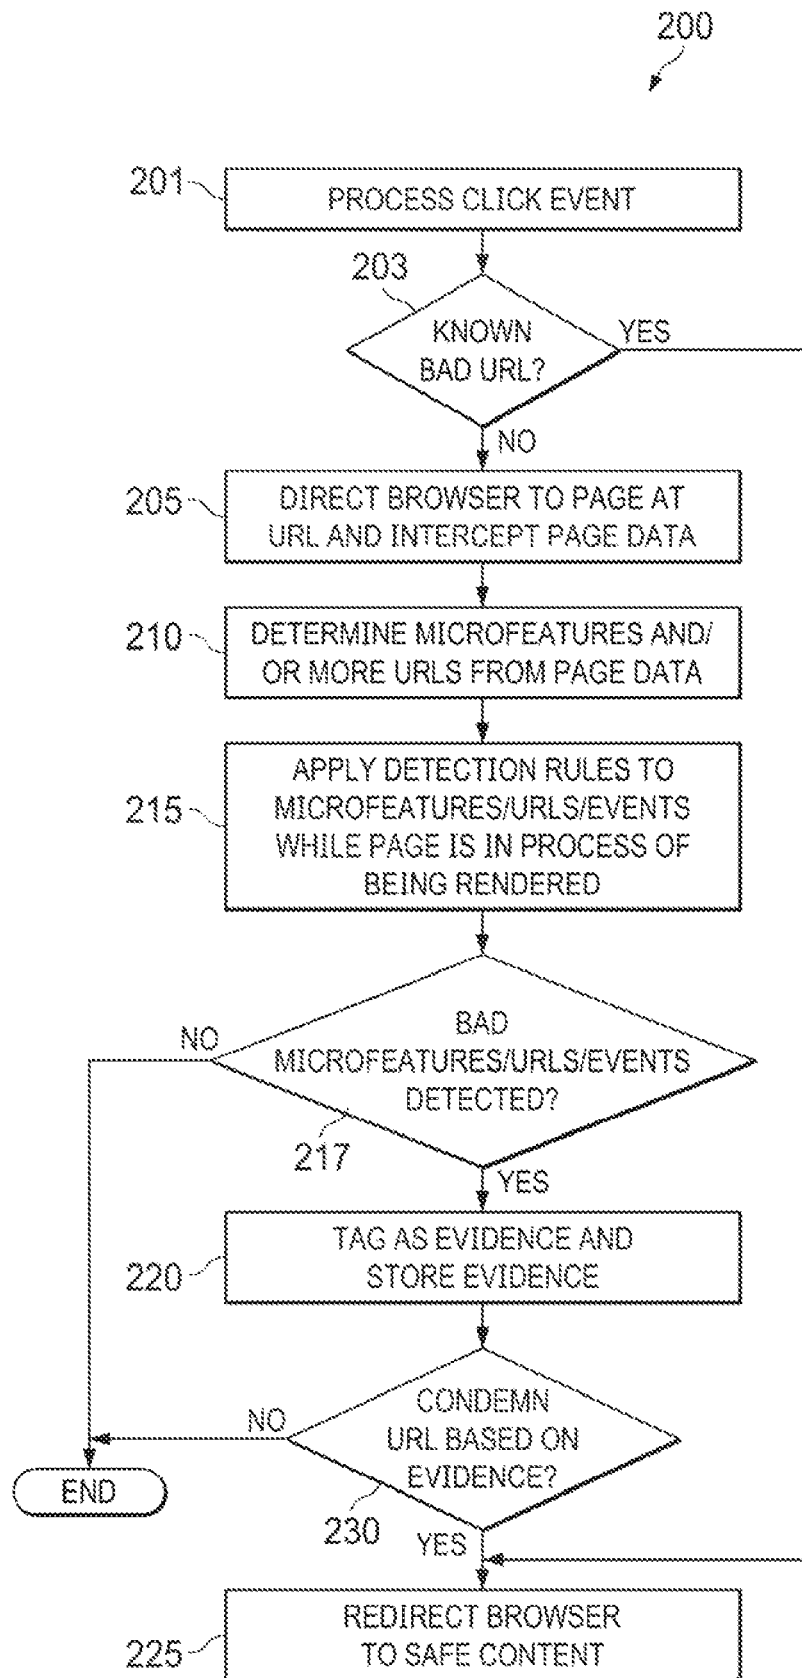 200
201
PROCESS CLICK EVENT
203
KNOWN
BAD URL?
YES
NO
205
DIRECT BROWSER TO PAGE AT
URL AND INTERCEPT PAGE DATA
210
DETERMINE MICROFEATURES AND/
OR MORE URLS FROM PAGE DATA
215
APPLY DETECTION RULES TO
MICROFEATURES/URLS/EVENTS
WHILE PAGE IS IN PROCESS OF
BEING RENDERED
NO
BAD
MICROFEATURES/URLS/EVENTS
DETECTED?
217
YES
220
TAG AS EVIDENCE AND
STORE EVIDENCE
NO
CONDEMN
URL BASED ON
EVIDENCE?
END
230
YES
225
REDIRECT BROWSER
TO SAFE CONTENT